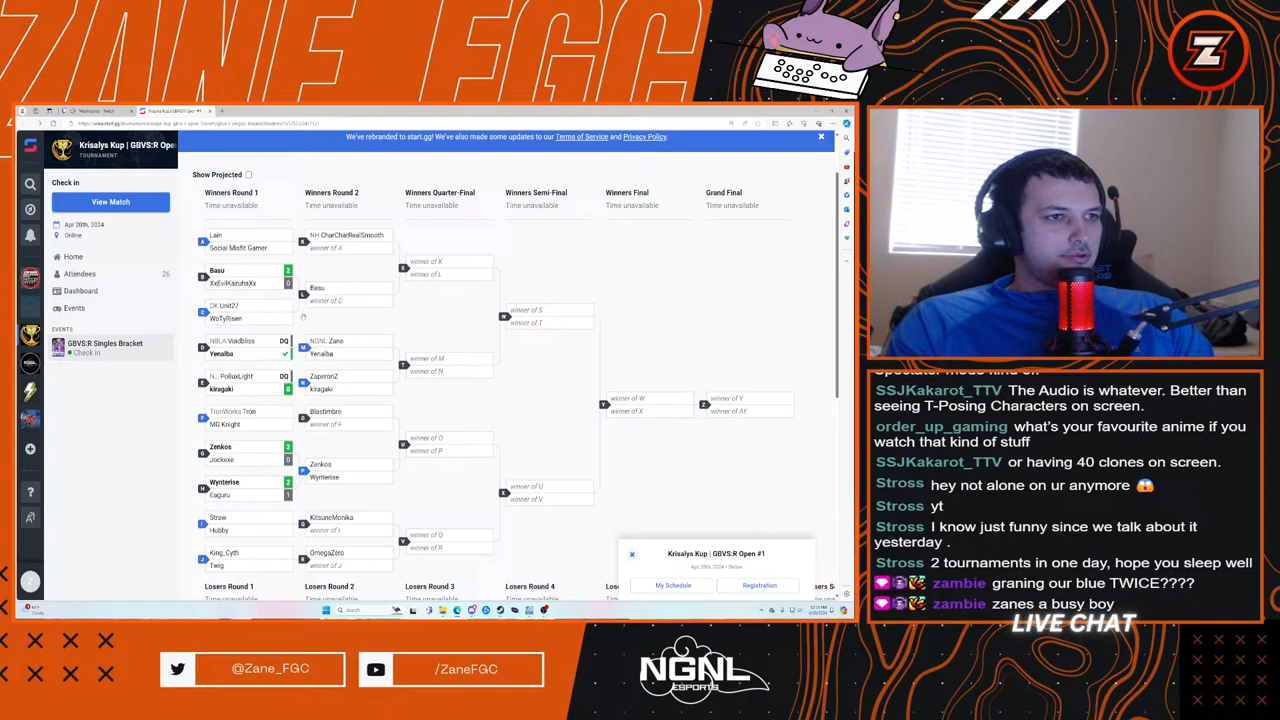 ZANE FGC
Z
Krisalys Kup | GBVS:R Open
TOURNAMENT
We've rebranded to start.gg! We've also made some updates to our Terms of Service and Privacy Policy.
Check in
View Match
Apr 20th, 2024
Online
Home
Attendees 26
Dashboard
Events
EVENTS
GBVS:R Singles Bracket
Check in
Show Projected
Winners Round 1 Winners Round 2 Winners Quarter-Final Winners Semi-Final Winners Final Grand Final
Time unavailable Time unavailable Time unavailable Time unavailable Time unavailable Time unavailable
A Lain
Social Misfit Gamer
B Basu 2
XxEvilKazuhaXx 0
C DK Unit27
WoTyRisen
D NBLA Voidbliss DQ
Yenalba
E N... PolluxLight DQ
kiragaki 0
F TronWorks Tron
MG Knight
G Zenkos 2
Jockexe 0
H Wynterise 2
Eaguru 1
I Straw
Hubby
J King_Cyth
Twig
K NH CharCharRealSmooth
winner of A
L Basu
winner of C
M NGNL Zane
Yenalba
N ZaperonZ
kiragaki
O Blastimbre
winner of F
P Zenkos
Wynterise
Q KitsuneMonika
winner of I
R OmegaZero
winner of J
S winner of K
winner of L
T winner of M
winner of N
U winner of O
winner of P
V winner of Q
winner of R
W winner of S
winner of T
X winner of U
winner of V
Y winner of W
winner of X
Z winner of Y
winner of AY
Losers Round 1 Losers Round 2 Losers Round 3 Losers Round 4
Krisalys Kup | GBVS:R Open #1
Apr 20th, 2024 • Online
My Schedule Registration
Search
SSJKakarot_TTV The Audio is whatever. Better than
seeing T-Posing Characters on screen.
order_up_gaming what's your favourite anime if you
watch that kind of stuff
SSJKakarot_TTV or having 40 clones on screen.
Stross hey not alone on ur anymore 😱
Stross yt
Stross I know just funny since we talk about it
yesterday .
Stross 2 tournaments in one day, hope you sleep well
zambie graning our blue TWICE????
zambie zanes a busy boy
LIVE CHAT
@Zane_FGC
/ZaneFGC
NGNL
ESPORTS